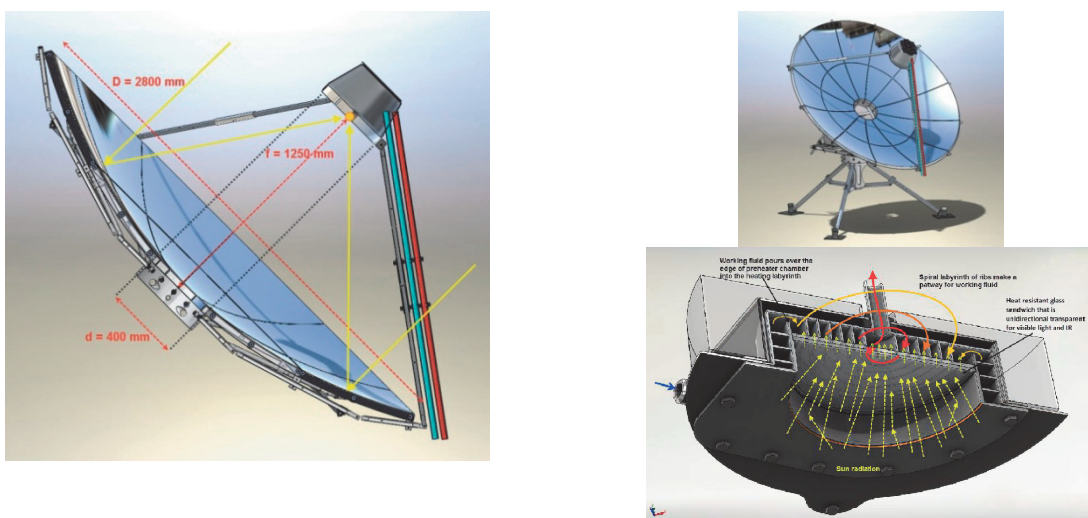 D = 2800 mm
f = 1250 mm
d = 400 mm
Working fluid pours over the
edge of preheater chamber
into the heating labyrinth
Spiral labyrinth of ribs make a
patway for working fluid
Heat resistant glass
sandwich that is
unidirectional transparent
for visible light and IR
Sun radiation